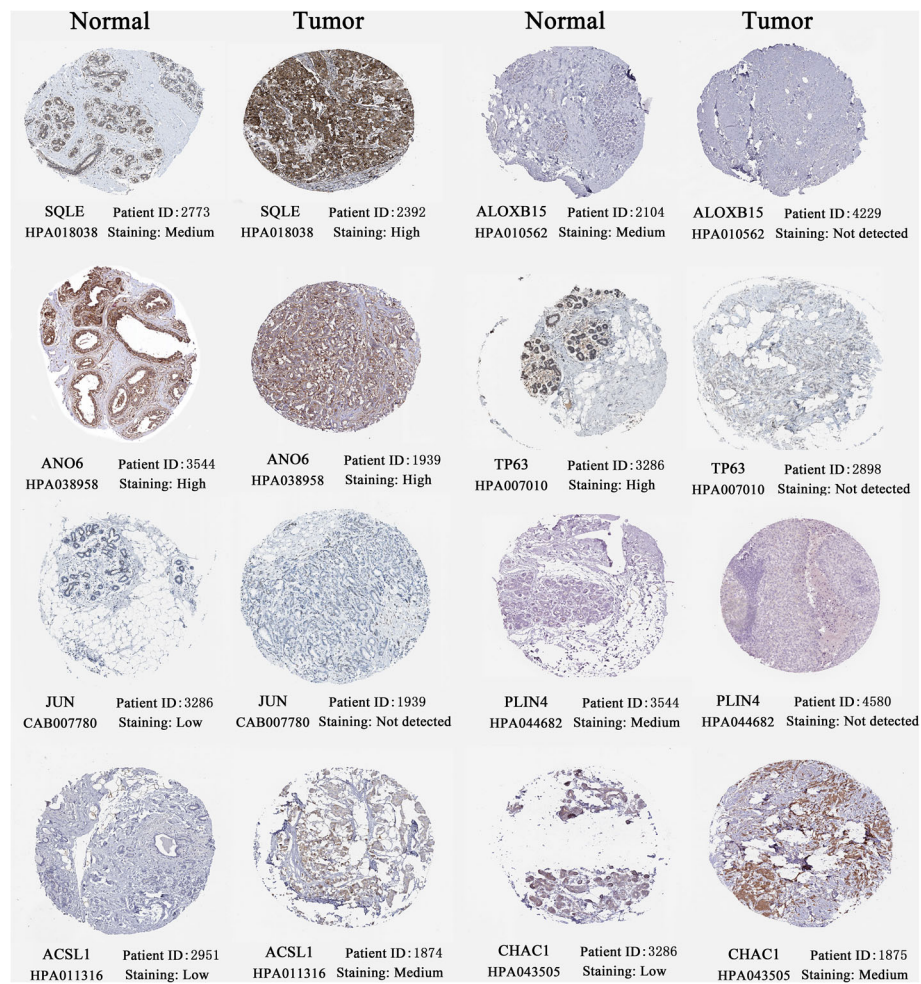 Normal Tumor Normal Tumor
SQLE Patient ID: 2773
HPA018038 Staining: Medium
SQLE Patient ID: 2392
HPA018038 Staining: High
ALOXB15 Patient ID: 2104
HPA010562 Staining: Medium
ALOXB15 Patient ID: 4229
HPA010562 Staining: Not detected
ANO6 Patient ID: 3544
HPA038958 Staining: High
ANO6 Patient ID: 1939
HPA038958 Staining: High
TP63 Patient ID: 3286
HPA007010 Staining: High
TP63 Patient ID: 2898
HPA007010 Staining: Not detected
JUN Patient ID: 3286
CAB007780 Staining: Low
JUN Patient ID: 1939
CAB007780 Staining: Not detected
PLIN4 Patient ID: 3544
HPA044682 Staining: Medium
PLIN4 Patient ID: 4580
HPA044682 Staining: Not detected
ACSL1 Patient ID: 2951
HPA011316 Staining: Low
ACSL1 Patient ID: 1874
HPA011316 Staining: Medium
CHAC1 Patient ID: 3286
HPA043505 Staining: Low
CHAC1 Patient ID: 1875
HPA043505 Staining: Medium